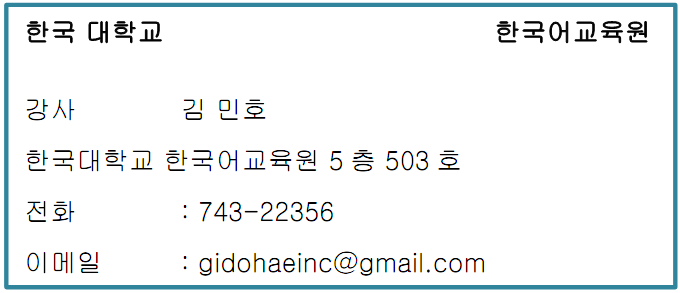 한국 대학교 한국어교육원
강사 김 민호
한국대학교 한국어교육원 5 층 503 호
전화 : 743-22356
이메일 : gidohaeinc@gmail.com